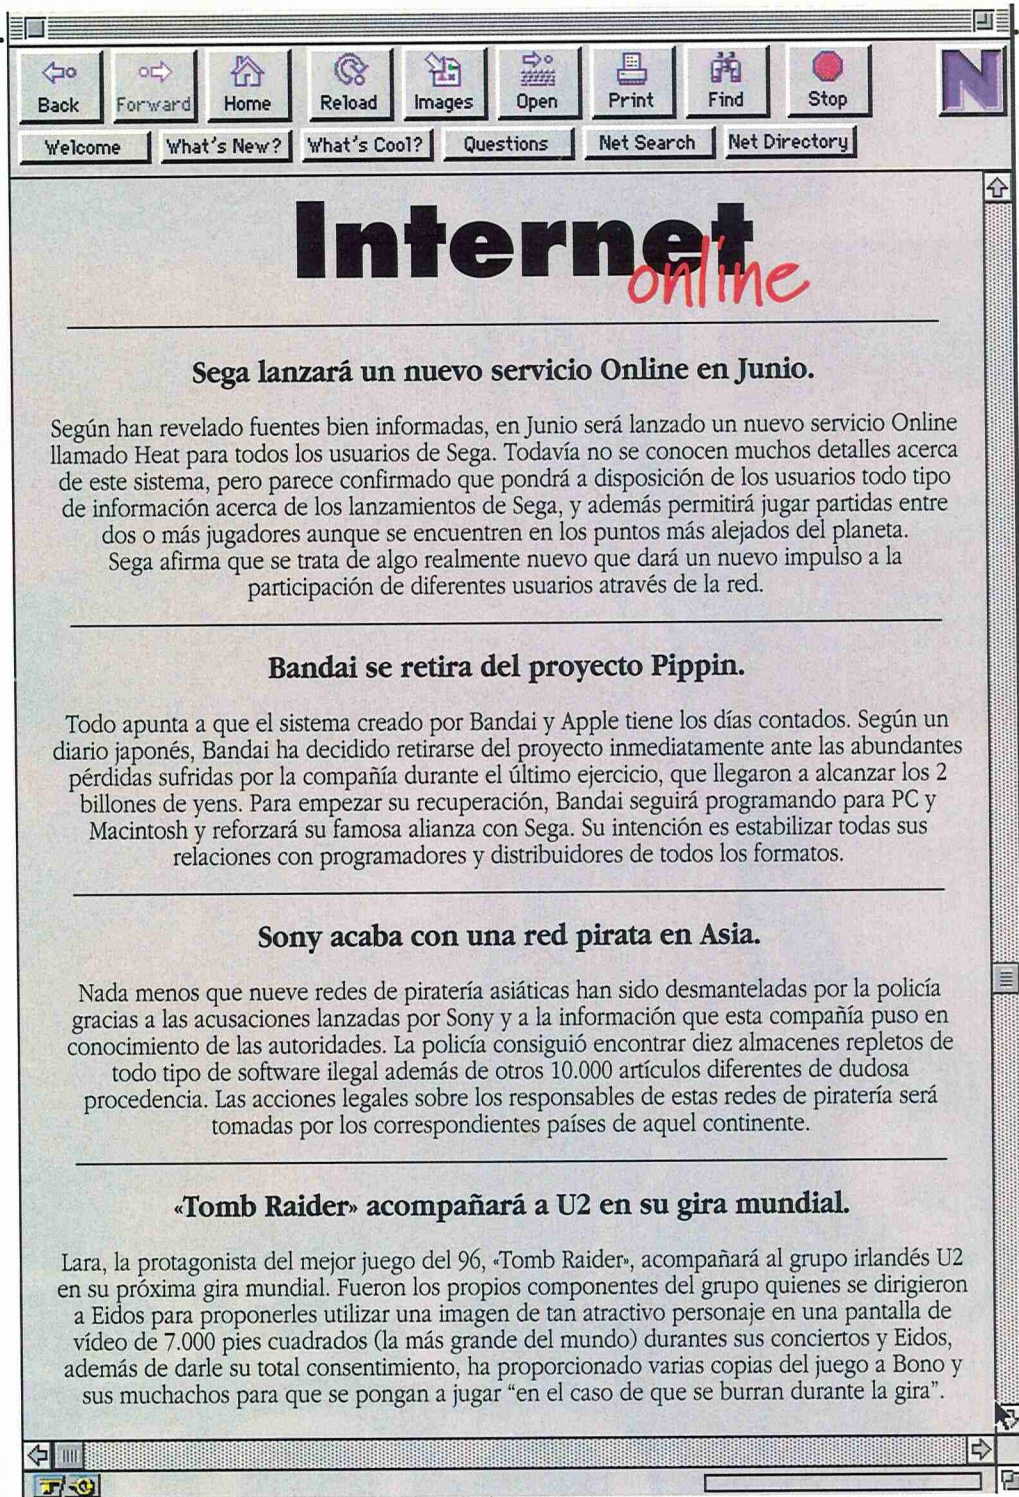 Back Forward Home Reload Images Open Print Find Stop N
Welcome What's New? What's Cool? Questions Net Search Net Directory
Internet
online
Sega lanzará un nuevo servicio Online en Junio.
Según han revelado fuentes bien informadas, en Junio será lanzado un nuevo servicio Online
llamado Heat para todos los usuarios de Sega. Todavía no se conocen muchos detalles acerca
de este sistema, pero parece confirmado que pondrá a disposición de los usuarios todo tipo
de información acerca de los lanzamientos de Sega, y además permitirá jugar partidas entre
dos o más jugadores aunque se encuentren en los puntos más alejados del planeta.
Sega afirma que se trata de algo realmente nuevo que dará un nuevo impulso a la
participación de diferentes usuarios através de la red.
Bandai se retira del proyecto Pippin.
Todo apunta a que el sistema creado por Bandai y Apple tiene los días contados. Según un
diario japonés, Bandai ha decidido retirarse del proyecto inmediatamente ante las abundantes
pérdidas sufridas por la compañía durante el último ejercicio, que llegaron a alcanzar los 2
billones de yens. Para empezar su recuperación, Bandai seguirá programando para PC y
Macintosh y reforzará su famosa alianza con Sega. Su intención es estabilizar todas sus
relaciones con programadores y distribuidores de todos los formatos.
Sony acaba con una red pirata en Asia.
Nada menos que nueve redes de piratería asiáticas han sido desmanteladas por la policía
gracias a las acusaciones lanzadas por Sony y a la información que esta compañía puso en
conocimiento de las autoridades. La policía consiguió encontrar diez almacenes repletos de
todo tipo de software ilegal además de otros 10.000 artículos diferentes de dudosa
procedencia. Las acciones legales sobre los responsables de estas redes de piratería será
tomadas por los correspondientes países de aquel continente.
«Tomb Raider» acompañará a U2 en su gira mundial.
Lara, la protagonista del mejor juego del 96, «Tomb Raider», acompañará al grupo irlandés U2
en su próxima gira mundial. Fueron los propios componentes del grupo quienes se dirigieron
a Eidos para proponerles utilizar una imagen de tan atractivo personaje en una pantalla de
vídeo de 7.000 pies cuadrados (la más grande del mundo) durantes sus conciertos y Eidos,
además de darle su total consentimiento, ha proporcionado varias copias del juego a Bono y
sus muchachos para que se pongan a jugar “en el caso de que se burran durante la gira”.